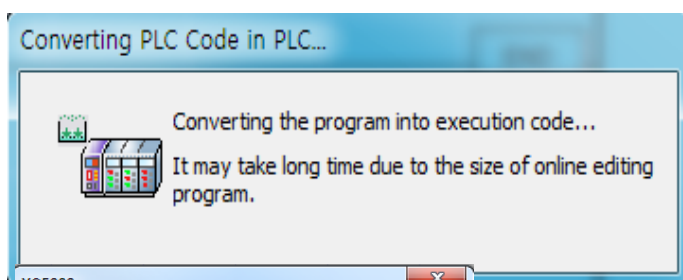 Converting PLC Code in PLC...
Converting the program into execution code...
It may take long time due to the size of online editing
program.